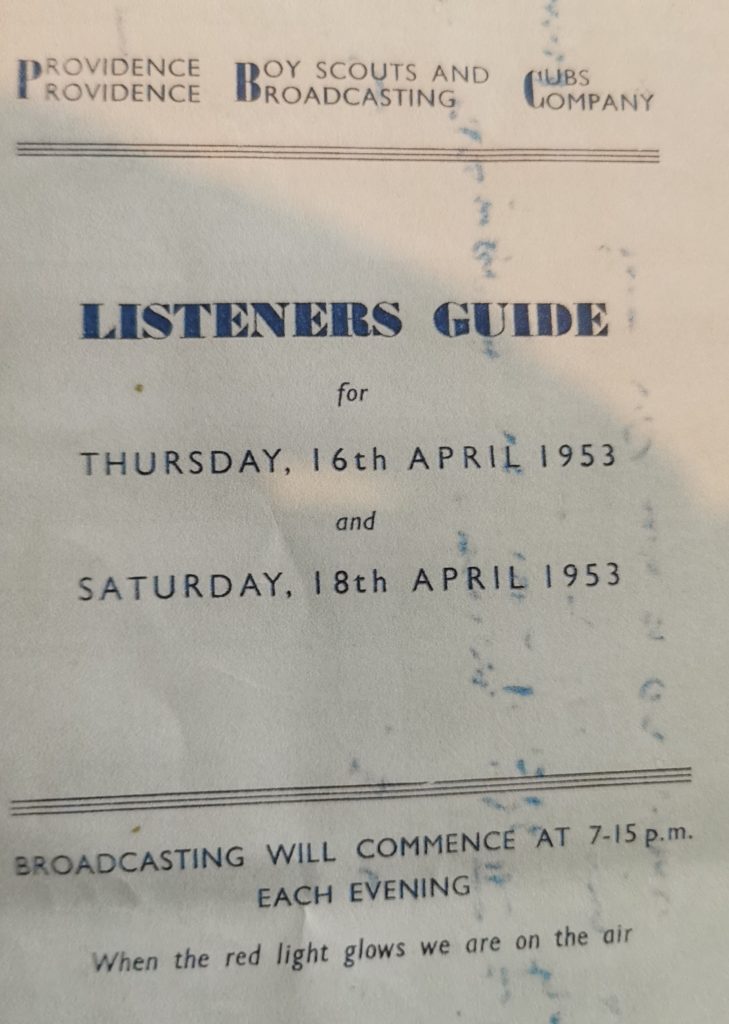 PROVIDENCE BOY SCOUTS AND CUBS
PROVIDENCE BROADCASTING COMPANY
LISTENERS GUIDE
for
THURSDAY, 16th APRIL 1953
and
SATURDAY, 18th APRIL 1953
BROADCASTING WILL COMMENCE AT 7-15 p.m.
EACH EVENING
When the red light glows we are on the air